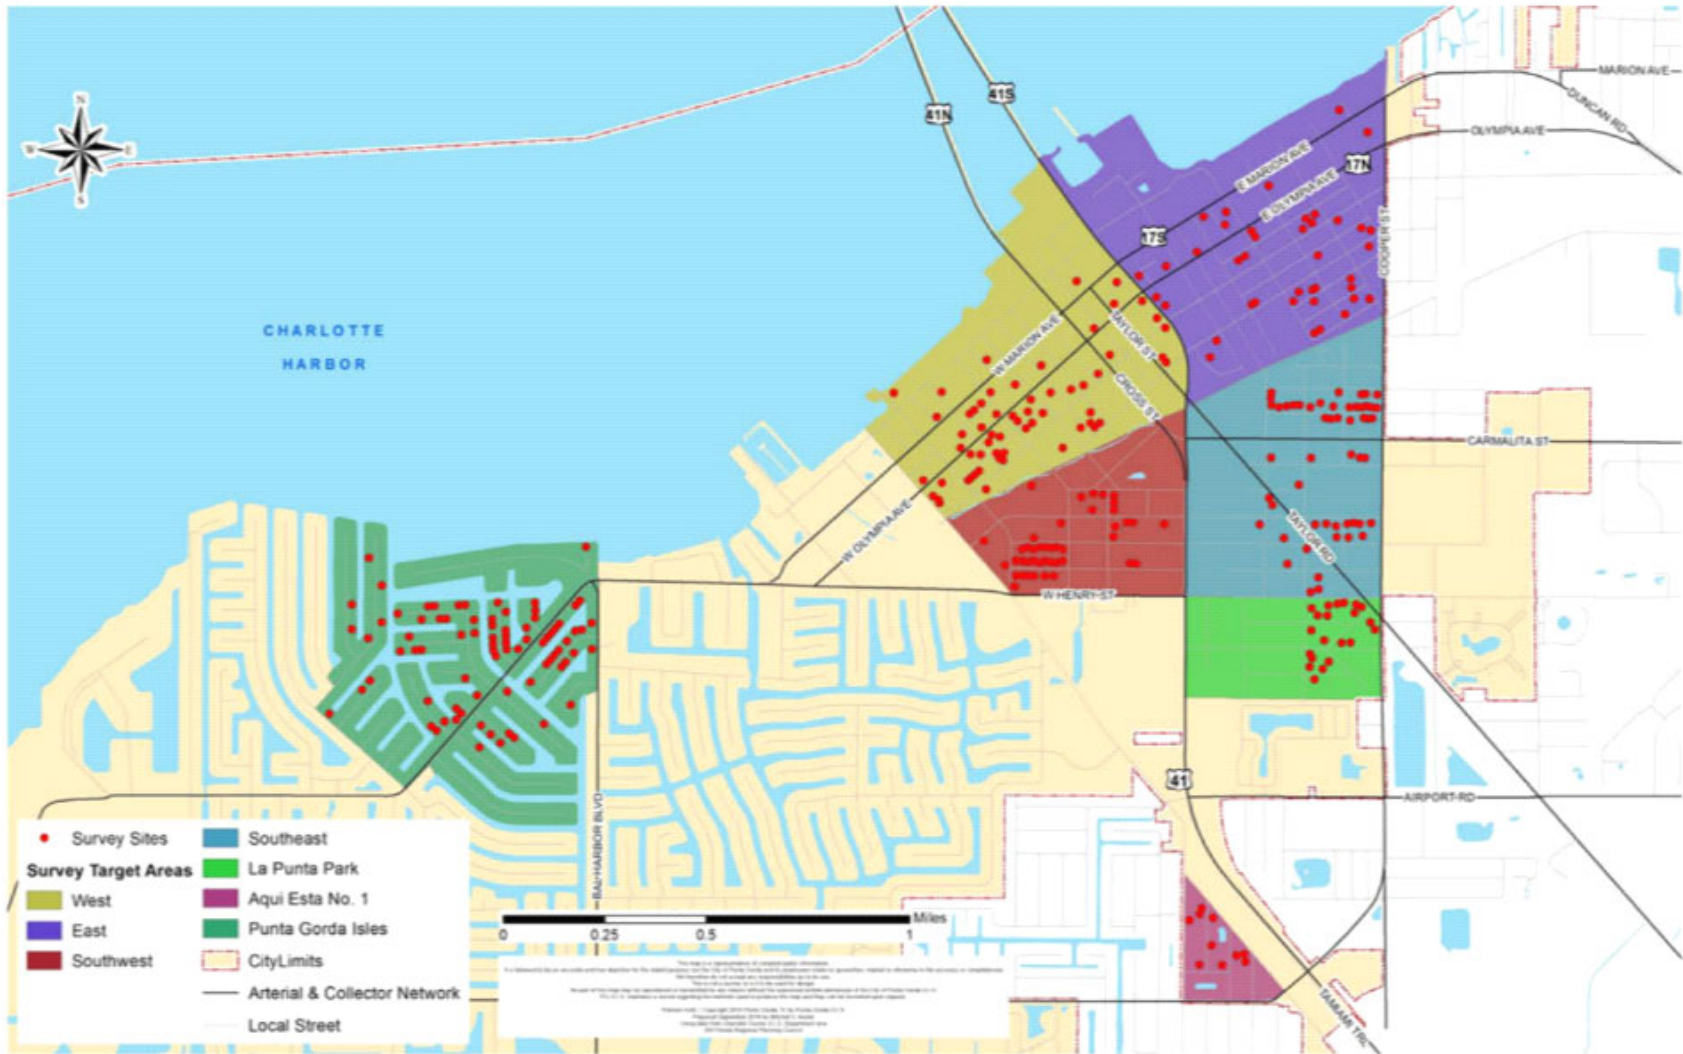 N
W
E
S
41N
41S
MARION AVE
DUNCAN RD
OLYMPIA AVE
E MARION AVE
17N
E OLYMPIA AVE
17S
COOPER ST
CHARLOTTE
HARBOR
W MARION AVE
TAYLOR ST
CROSS ST
CARMALITA ST
W OLYMPIA AVE
TAYLOR RD
W HENRY ST
41
AIRPORT RD
BAL HARBOR BLVD
TAMIAMI TRL
Survey Sites
Survey Target Areas
West
East
Southwest
Southeast
La Punta Park
Aqui Esta No. 1
Punta Gorda Isles
CityLimits
Arterial & Collector Network
Local Street
Miles
0 0.25 0.5 1